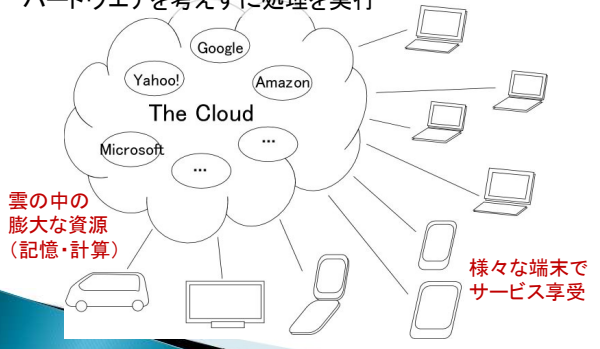 ハードウエアを考えずに処理を実行
Google
Yahoo!
Amazon
The Cloud
Microsoft
...
...
雲の中の
膨大な資源
（記憶・計算）
様々な端末で
サービス享受